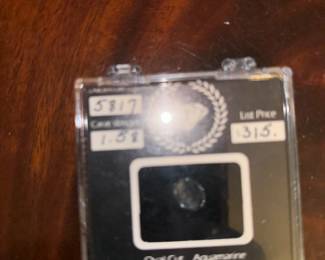 5817
Carat Weight List Price
1.58 315.
Oval Cut Aquamarine